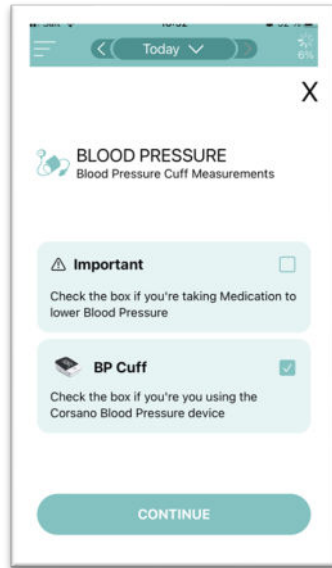 Today
6%
X
BLOOD PRESSURE
Blood Pressure Cuff Measurements
Important
Check the box if you're taking Medication to
lower Blood Pressure
BP Cuff
Check the box if you're you using the
Corsano Blood Pressure device
CONTINUE